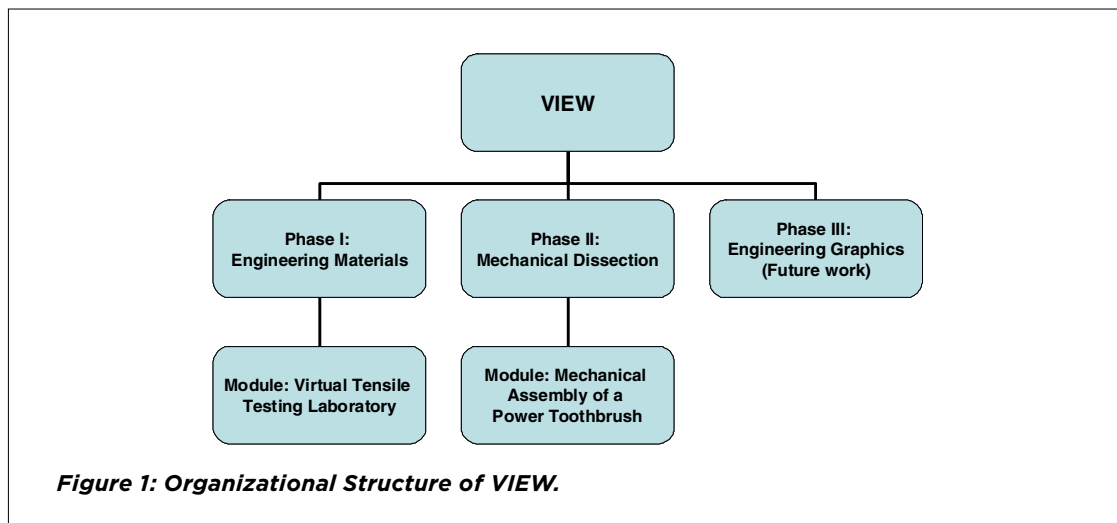 VIEW
Phase I:
Engineering Materials
Phase II:
Mechanical Dissection
Phase III:
Engineering Graphics
(Future work)
Module: Virtual Tensile
Testing Laboratory
Module: Mechanical
Assembly of a
Power Toothbrush
Figure 1: Organizational Structure of VIEW.